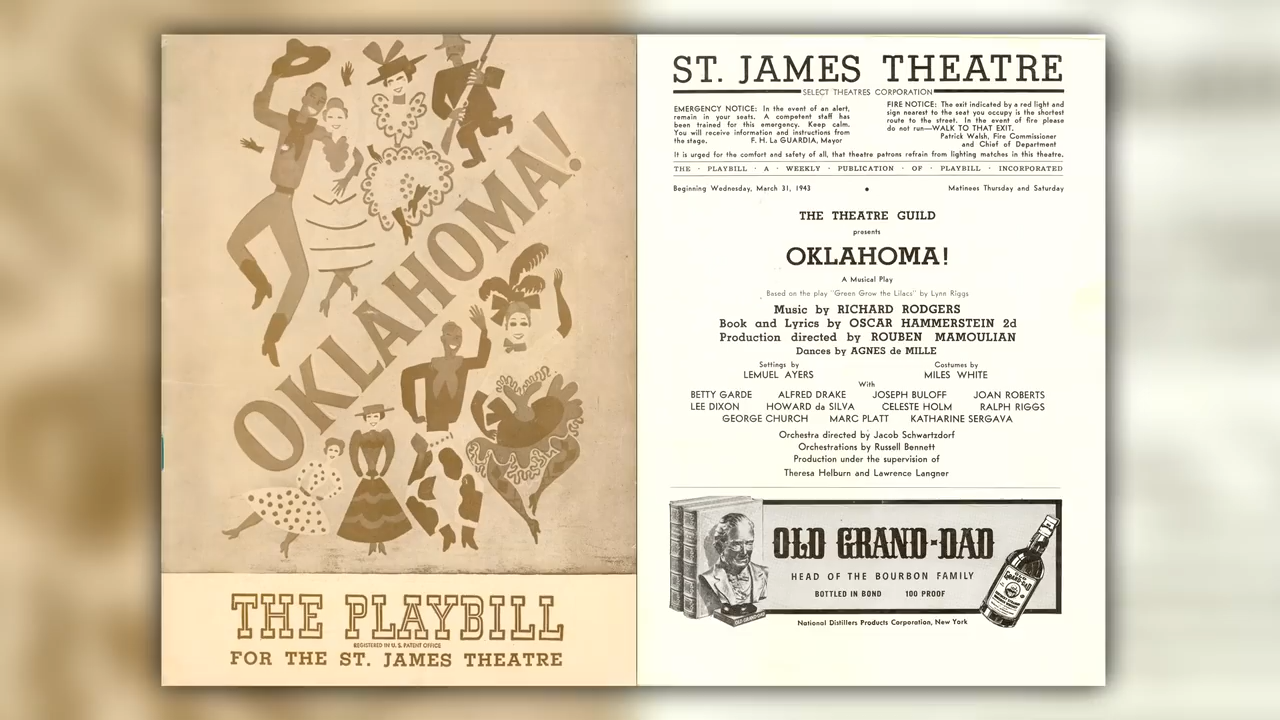 OKLAHOMA!
THE PLAYBILL
REGISTERED IN U. S. PATENT OFFICE
FOR THE ST. JAMES THEATRE
ST. JAMES THEATRE
SELECT THEATRES CORPORATION
EMERGENCY NOTICE: In the event of an alert,
remain in your seats. A competent staff has
been trained for this emergency. Keep calm.
You will receive information and instructions from
the stage. F. H. La GUARDIA, Mayor
FIRE NOTICE: The exit indicated by a red light and
sign nearest to the seat you occupy is the shortest
route to the street. In the event of fire please
do not run—WALK TO THAT EXIT.
Patrick Walsh, Fire Commissioner
and Chief of Department
It is urged for the comfort and safety of all, that theatre patrons refrain from lighting matches in this theatre.
THE · PLAYBILL · A · WEEKLY · PUBLICATION · OF · PLAYBILL · INCORPORATED
Beginning Wednesday, March 31, 1943 • Matinees Thursday and Saturday
THE THEATRE GUILD
presents
OKLAHOMA!
A Musical Play
Based on the play "Green Grow the Lilacs" by Lynn Riggs
Music by RICHARD RODGERS
Book and Lyrics by OSCAR HAMMERSTEIN 2d
Production directed by ROUBEN MAMOULIAN
Dances by AGNES de MILLE
Settings by Costumes by
LEMUEL AYERS MILES WHITE
With
BETTY GARDE ALFRED DRAKE JOSEPH BULOFF JOAN ROBERTS
LEE DIXON HOWARD da SILVA CELESTE HOLM RALPH RIGGS
GEORGE CHURCH MARC PLATT KATHARINE SERGAVA
Orchestra directed by Jacob Schwartzdorf
Orchestrations by Russell Bennett
Production under the supervision of
Theresa Helburn and Lawrence Langner
OLD GRAND-DAD
HEAD OF THE BOURBON FAMILY
BOTTLED IN BOND 100 PROOF
OLD GRAND-DAD
GRAND-DAD
National Distillers Products Corporation, New York